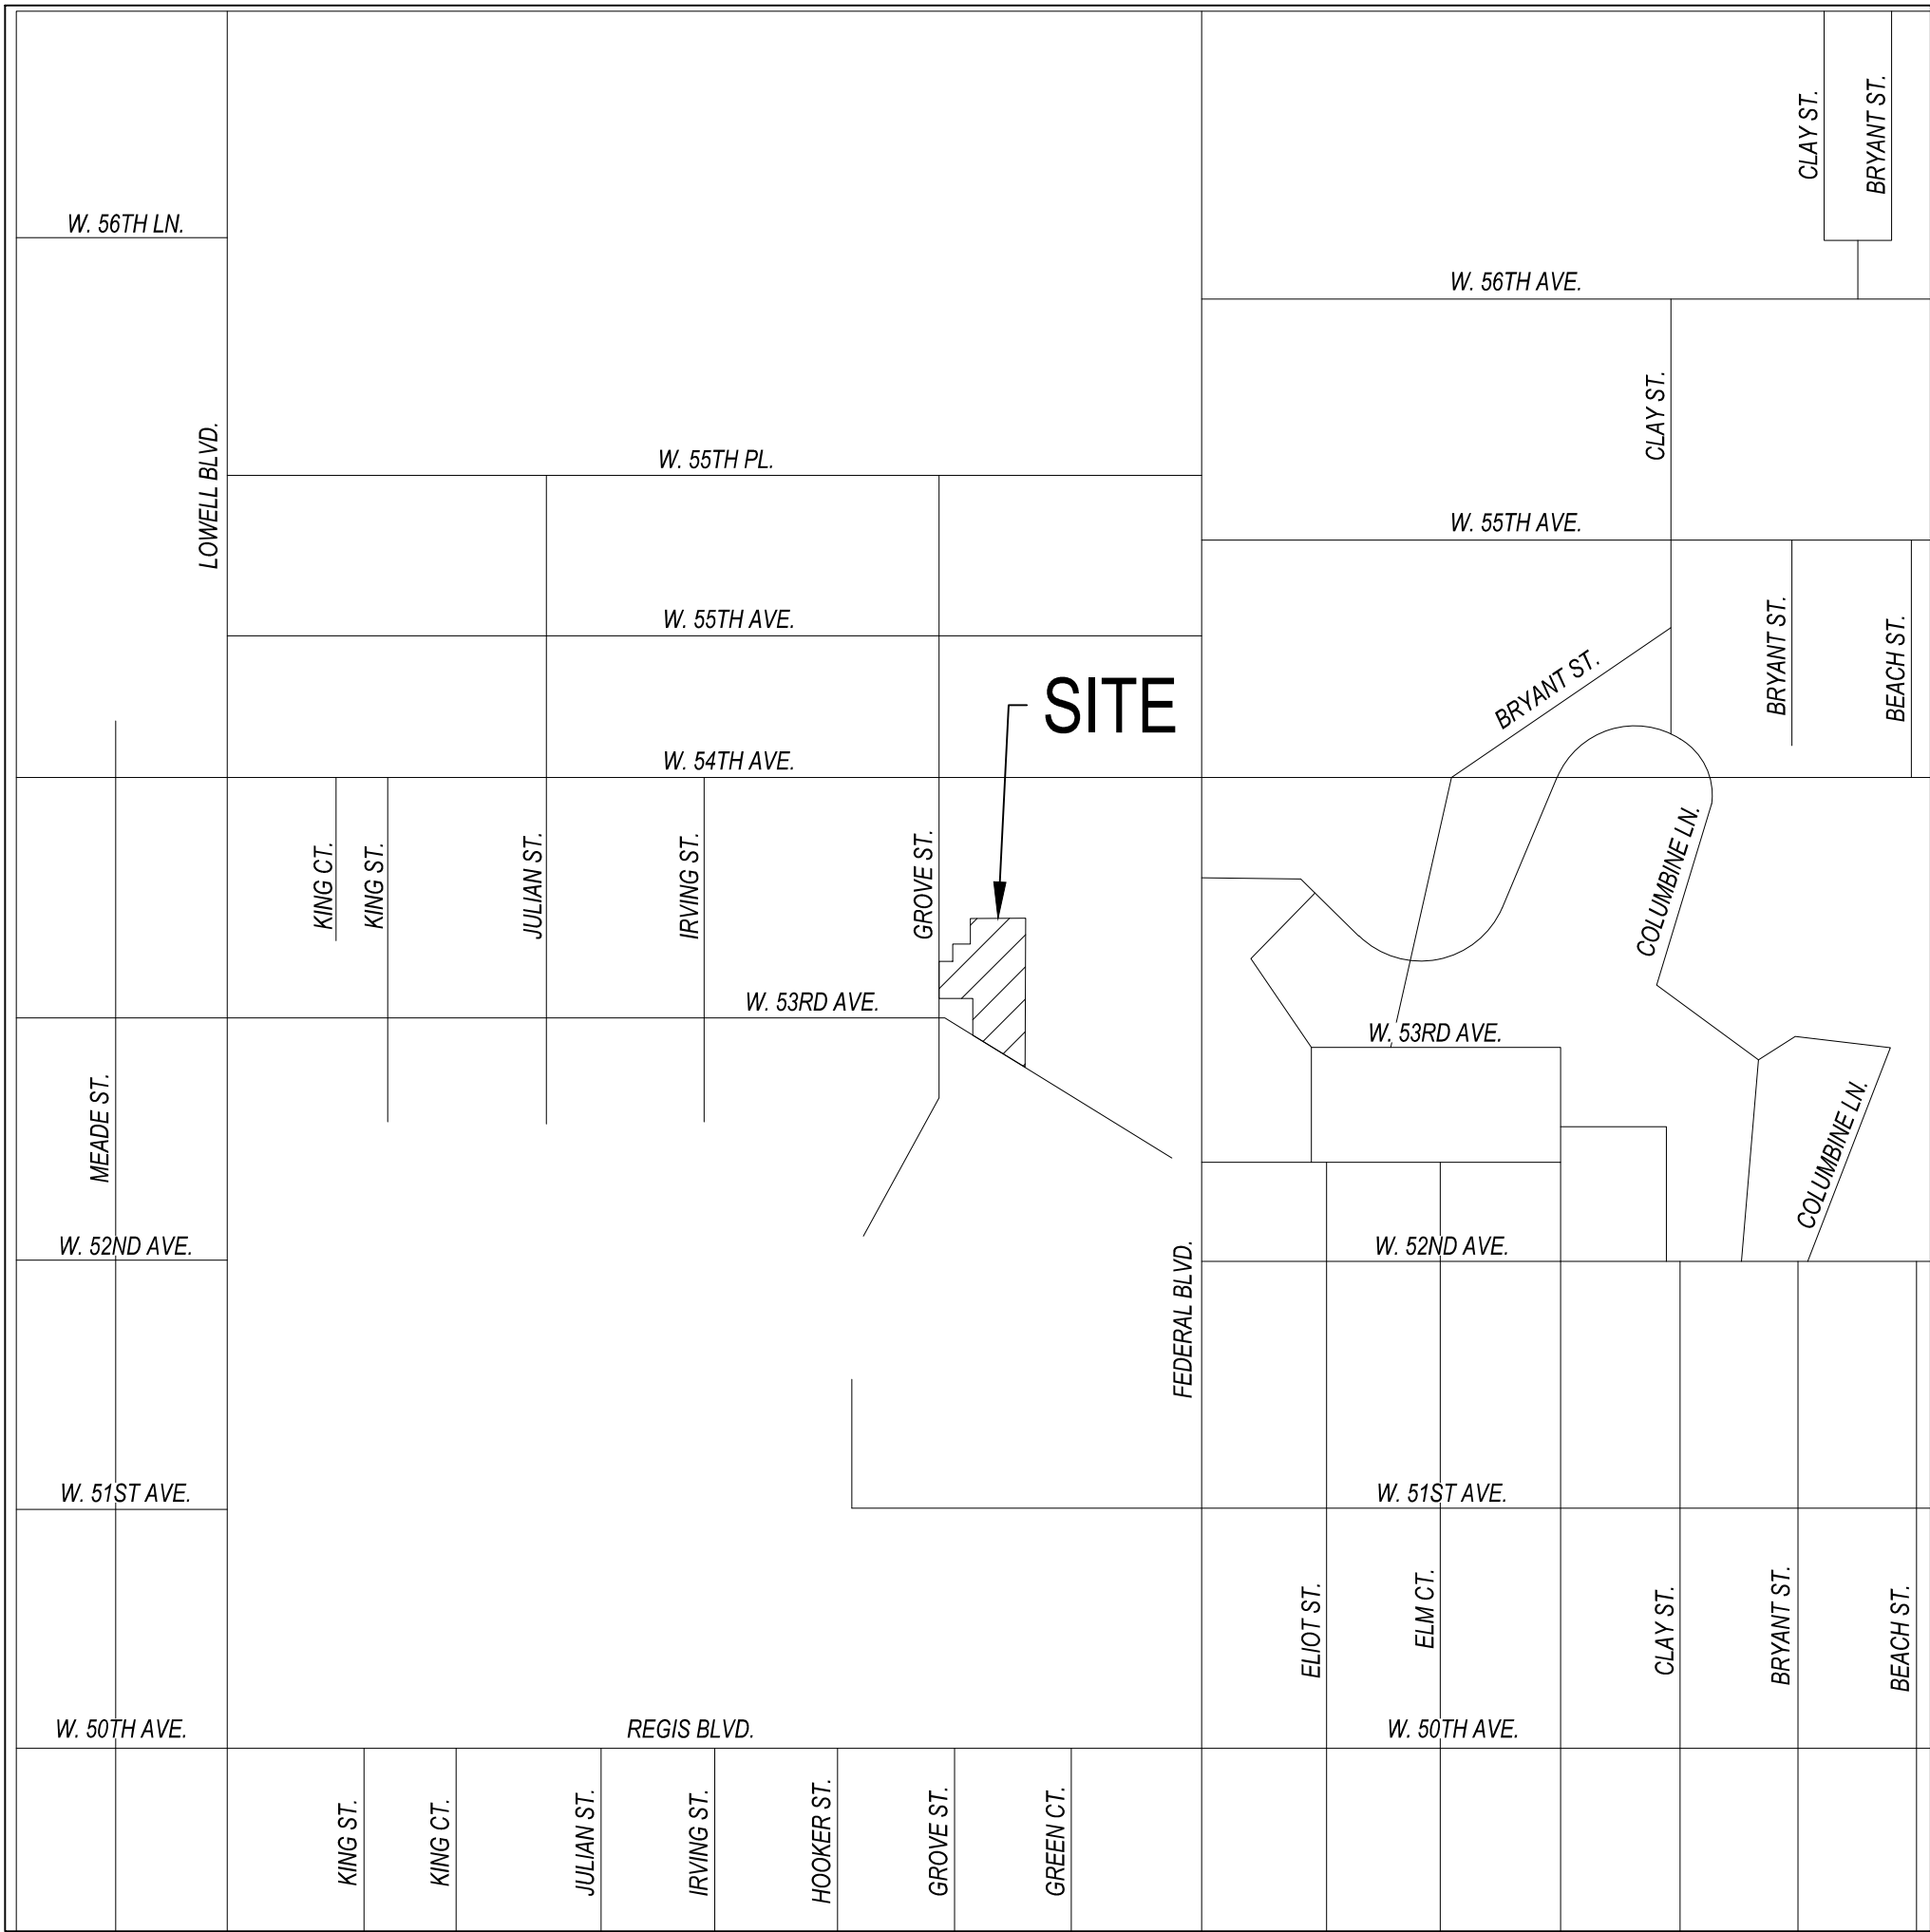 CLAY ST.
BRYANT ST.
W. 56TH LN.
W. 56TH AVE.
CLAY ST.
LOWELL BLVD.
W. 55TH PL.
W. 55TH AVE.
W. 55TH AVE.
BRYANT ST.
BEACH ST.
BRYANT ST.
SITE
W. 54TH AVE.
KING CT.
KING ST.
JULIAN ST.
IRVING ST.
GROVE ST.
COLUMBINE LN.
W. 53RD AVE.
W. 53RD AVE.
MEADE ST.
COLUMBINE LN.
W. 52ND AVE.
W. 52ND AVE.
FEDERAL BLVD.
W. 51ST AVE.
W. 51ST AVE.
ELIOT ST.
ELM CT.
CLAY ST.
BRYANT ST.
BEACH ST.
W. 50TH AVE.
REGIS BLVD.
W. 50TH AVE.
KING ST.
KING CT.
JULIAN ST.
IRVING ST.
HOOKER ST.
GROVE ST.
GREEN CT.